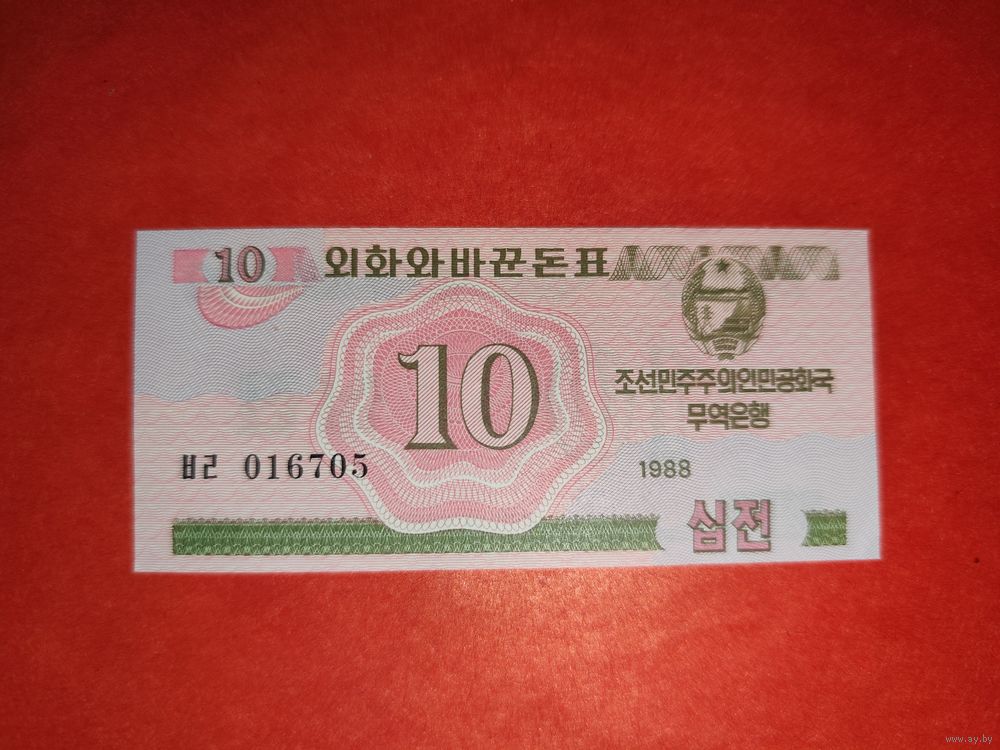 10 외화와바꾼돈표
10
조선민주주의인민공화국
무역은행
ㅂㄹ 016705
1988
십전
www.ay.by